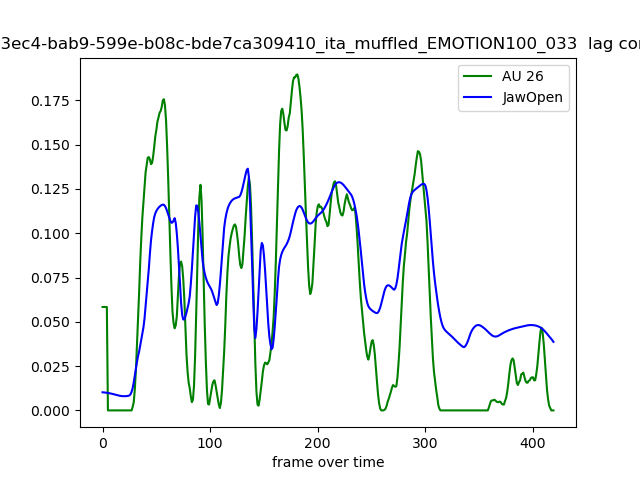 3ec4-bab9-599e-b08c-bde7ca309410_ita_muffled_EMOTION100_033 lag
AU 26
JawOpen
0.175
0.150
0.125
0.100
0.075
0.050
0.025
0.000
0 100 200 300 400
frame over time